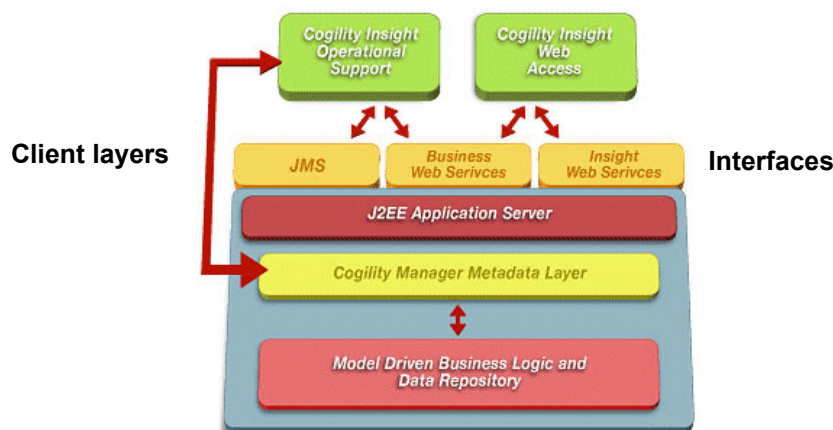 Cogility Insight
Operational
Support
Cogility Insight
Web
Access
Client layers
JMS
Business
Web Serivces
Insight
Web Serivces
Interfaces
J2EE Application Server
Cogility Manager Metadata Layer
Model Driven Business Logic and
Data Repository